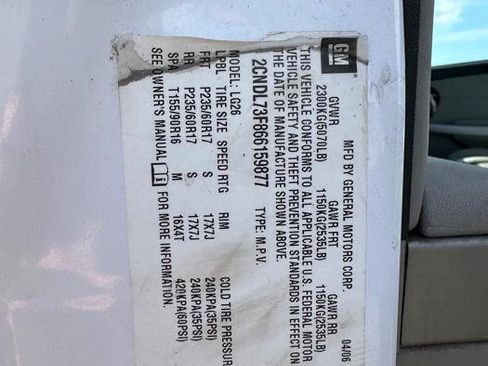 GM
MFD BY GENERAL MOTORS CORP. 04/06
GVWR GAWR FRT GAWR RR
2300KG(5070LB) 1150KG(2535LB) 1150KG(2535LB)
THIS VEHICLE CONFORMS TO ALL APPLICABLE U.S. FEDERAL MOTOR
VEHICLE SAFETY AND THEFT PREVENTION STANDARDS IN EFFECT ON
THE DATE OF MANUFACTURE SHOWN ABOVE.
2CNDL73F866150877 TYPE: M.P.V.
MODEL: LG26
LPBL TIRE SIZE SPEED RTG RIM COLD TIRE PRESSURE
FRT P235/60R17 S 17X7J 240KPA(35PSI)
RR P235/60R17 S 17X7J 240KPA(35PSI)
SPA T155/90R16 M 16X4T 420KPA(60PSI)
SEE OWNER'S MANUAL FOR MORE INFORMATION.